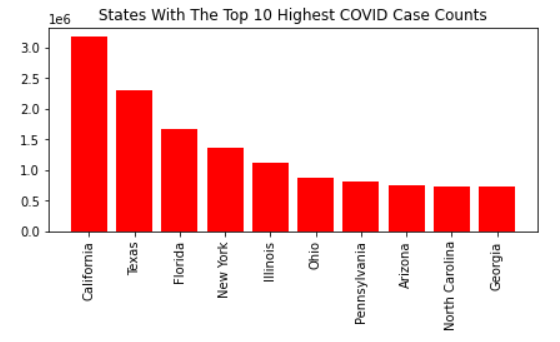 States With The Top 10 Highest COVID Case Counts
1e6
3.0
2.5
2.0
1.5
1.0
0.5
0.0
California
Texas
Florida
New York
Illinois
Ohio
Pennsylvania
Arizona
North Carolina
Georgia